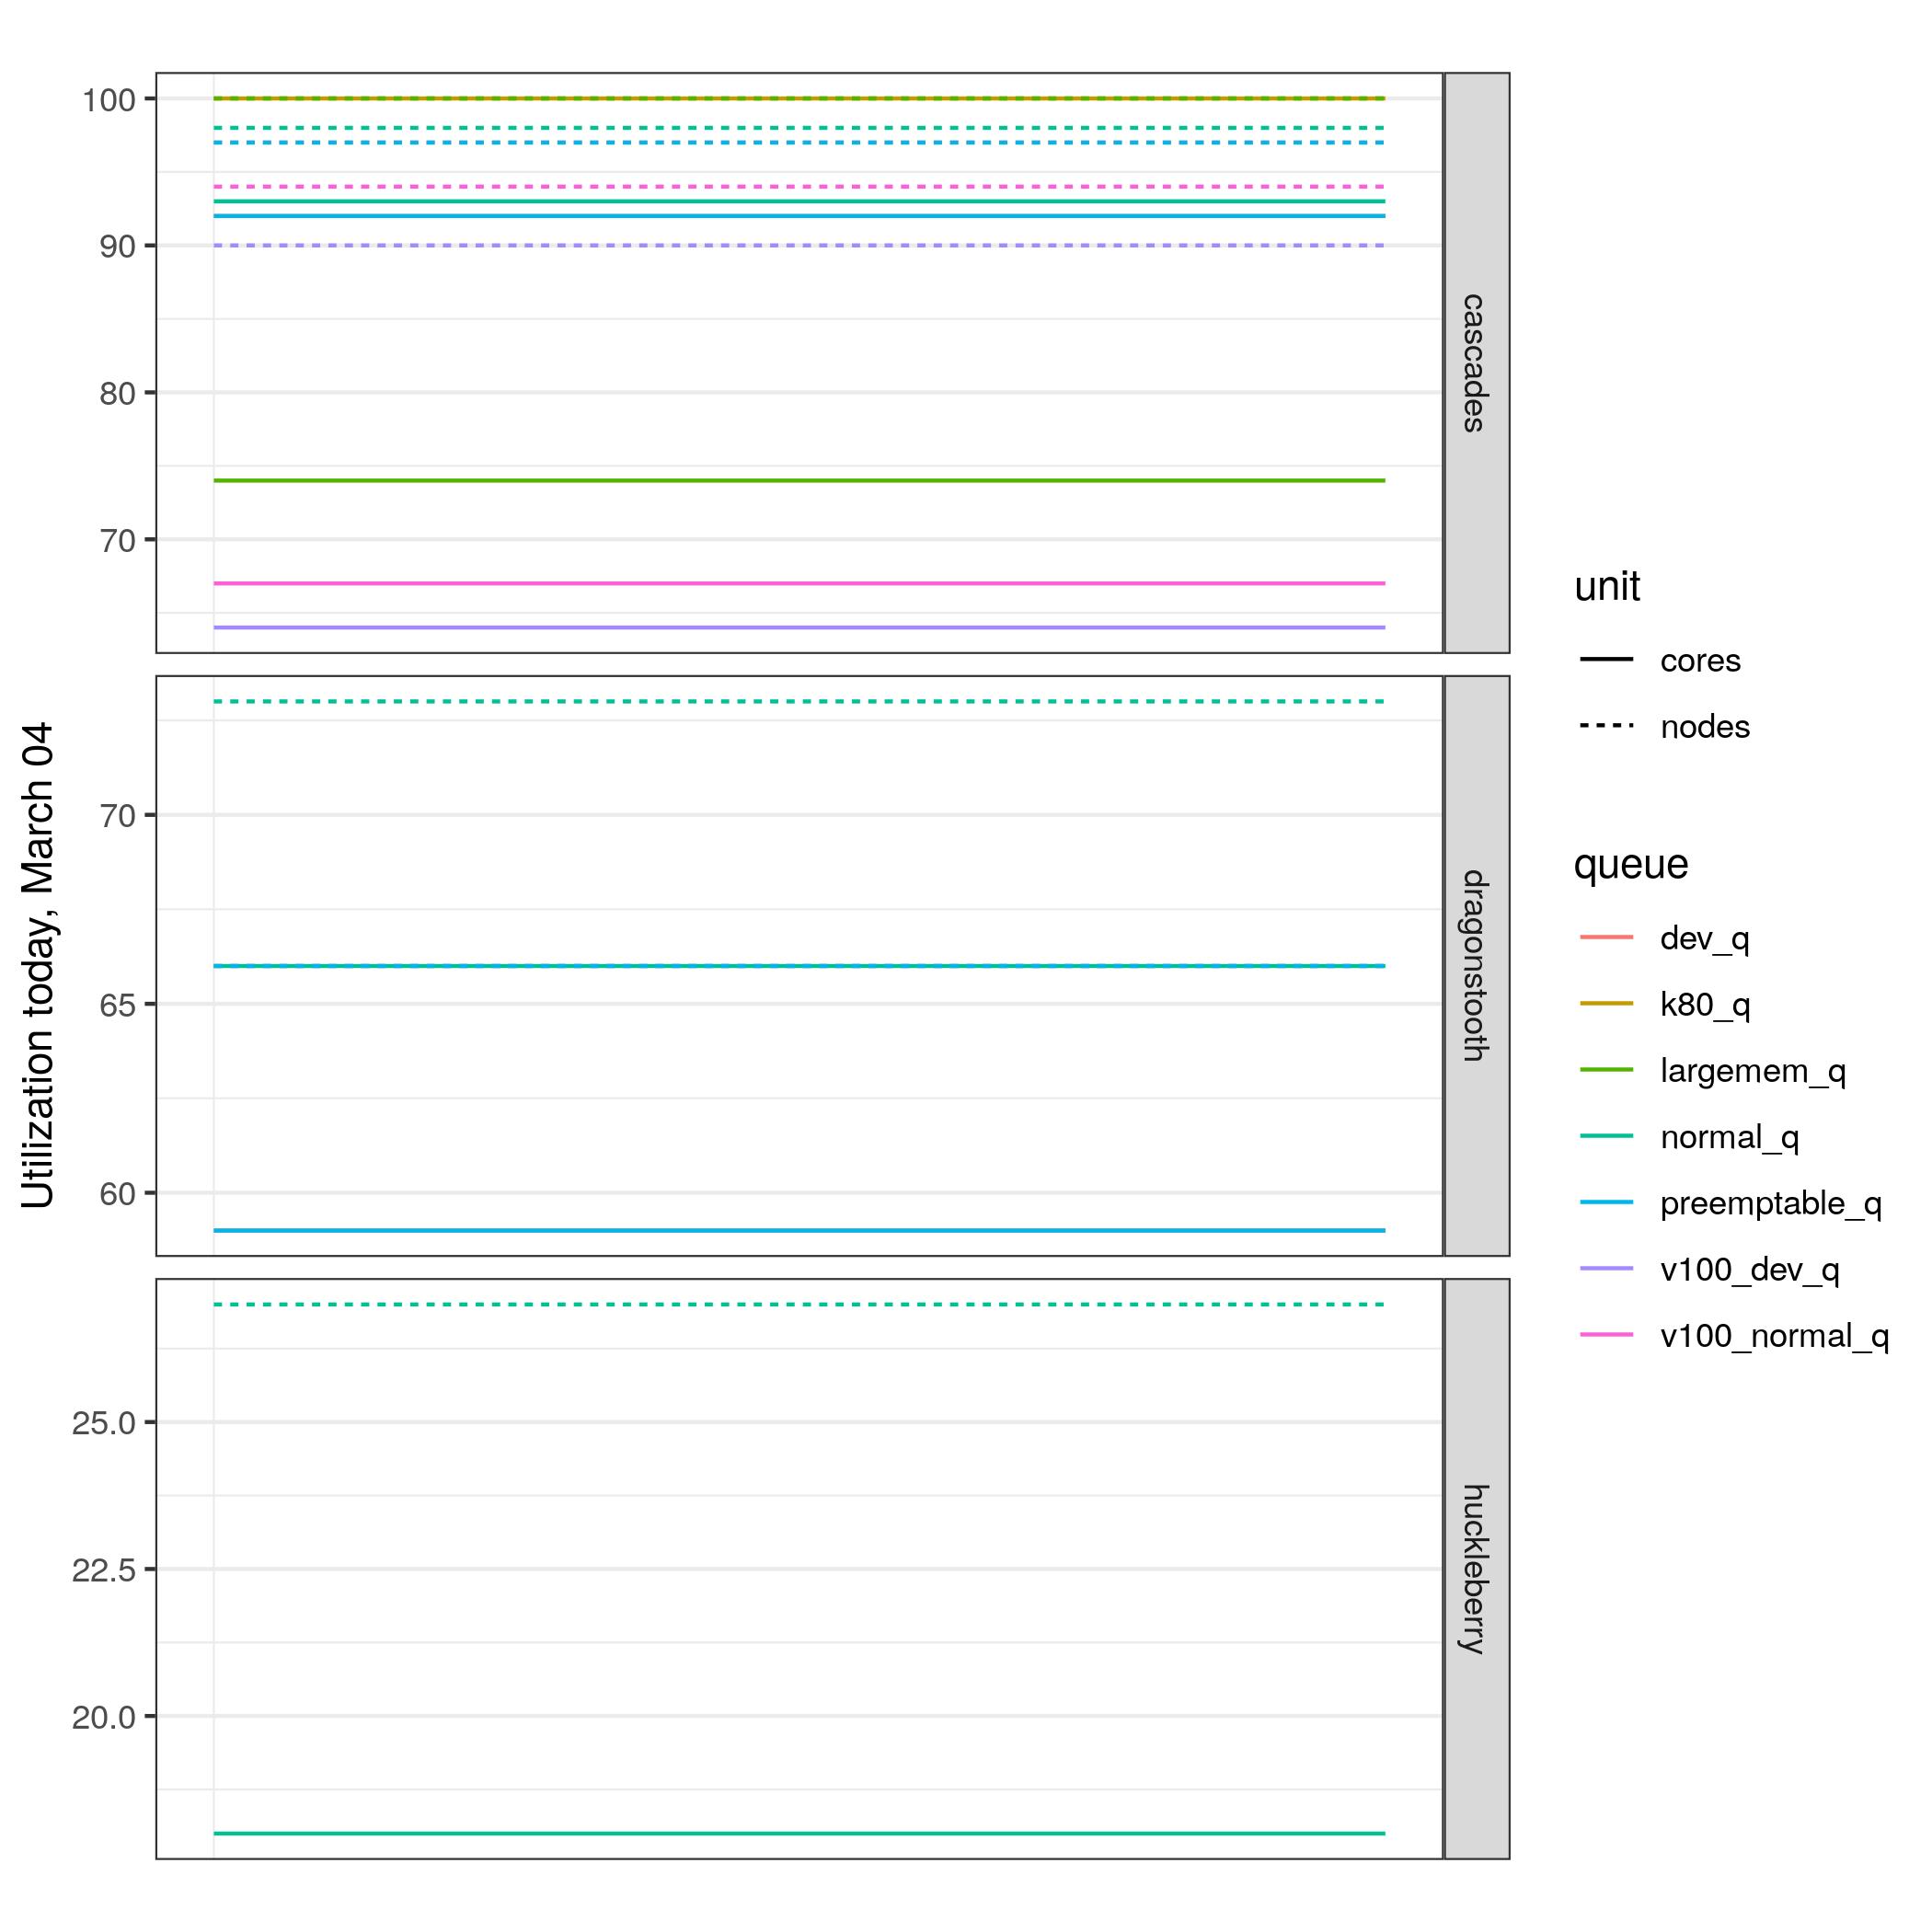 Utilization today, March 04
100
90
80
70
cascades
70
65
60
dragonstooth
25.0
22.5
20.0
huckleberry
unit
cores
nodes
queue
dev_q
k80_q
largemem_q
normal_q
preemptable_q
v100_dev_q
v100_normal_q